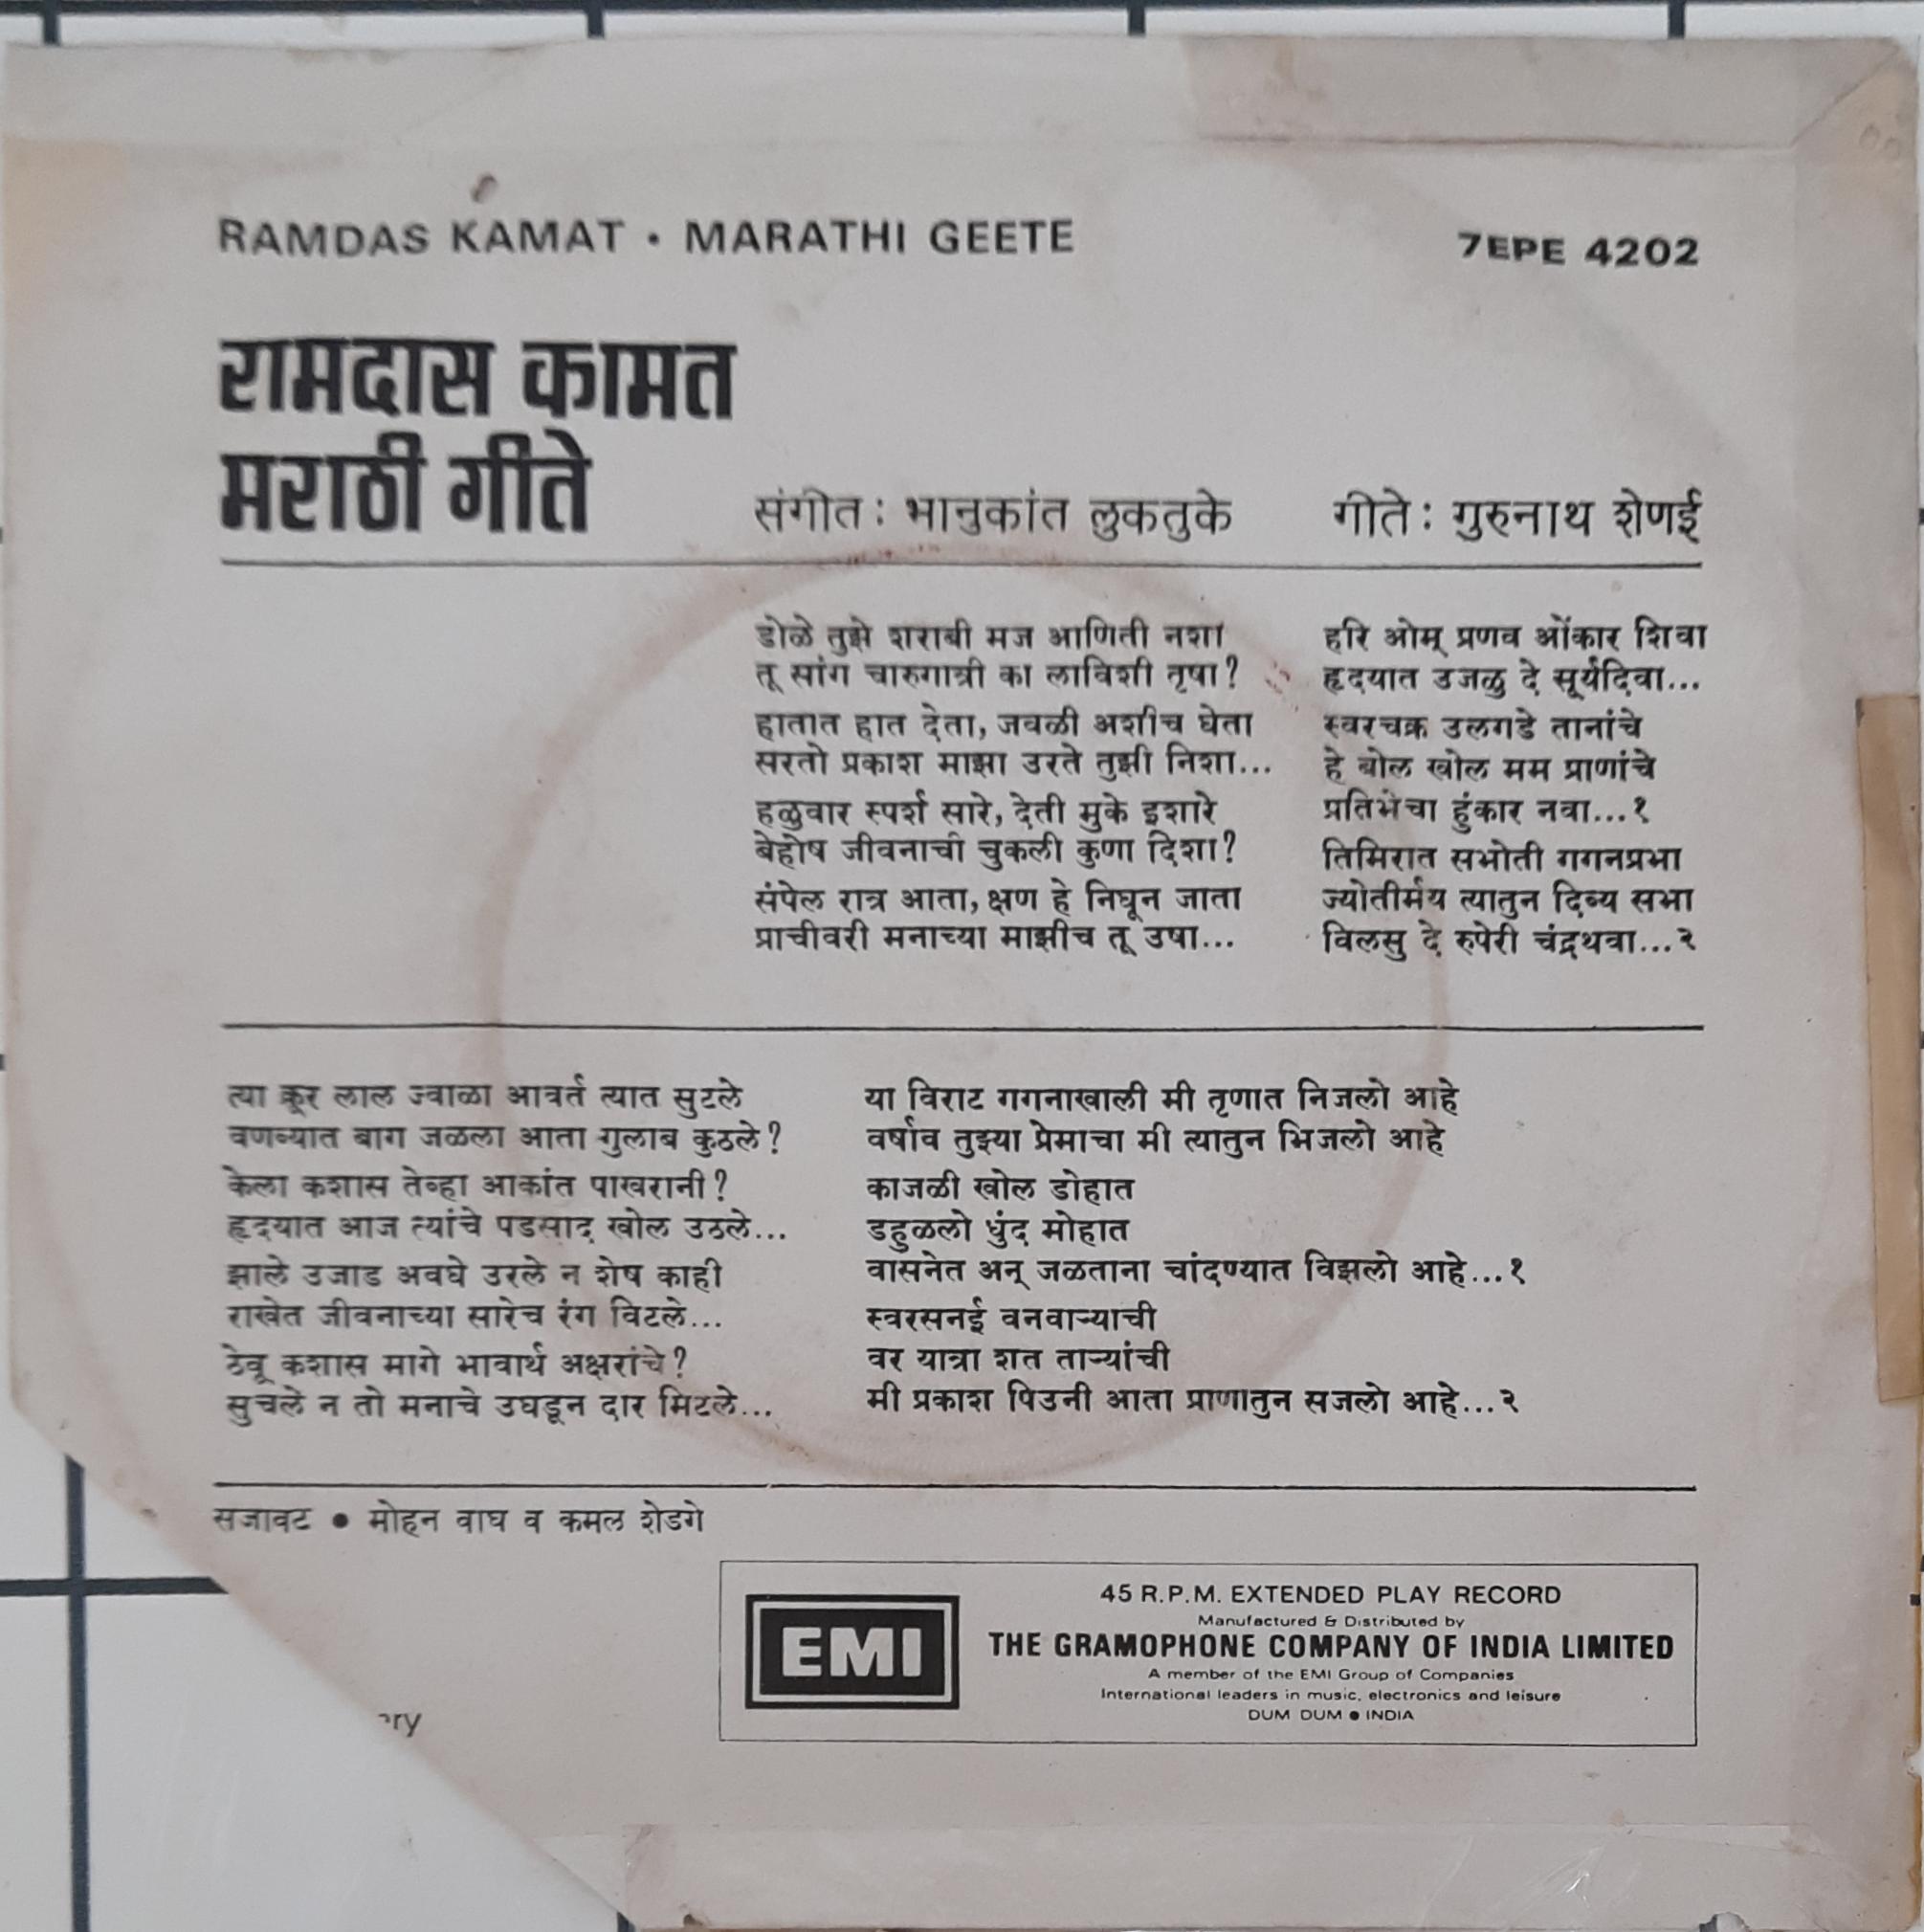 RAMDAS KAMAT • MARATHI GEETE
7EPE 4202
रामदास कामत
मराठी गीते
संगीत : भानुकांत लुकतुके
गीते : गुरुनाथ शेणई
डोळे तुझे शराबी मज आणिती नशा
तू सांग चारुगात्री का लाविशी तृषा?
हातात हात देता, जवळी अशीच घेता
सरतो प्रकाश माझा उरते तुझी निशा...
हळुवार स्पर्श सारे, देती मुके इशारे
बेहोष जीवनाची चुकली कुणा दिशा?
संपेल रात्र आता, क्षण हे निघून जाता
प्राचीवरी मनाच्या माझीच तू उषा...
हरि ओम् प्रणव ओंकार शिवा
हृदयात उजळु दे सूर्यदिवा...
स्वरचक्र उलगडे तानांचे
हे बोल खोल मम प्राणांचे
प्रतिभेचा हुंकार नवा...१
तिमिरात सभोती गगनप्रभा
ज्योतीर्मय त्यातुन दिव्य सभा
विलसु दे रुपेरी चंद्रथवा...२
त्या क्रूर लाल ज्वाळा आवर्त त्यात सुटले
वणव्यात बाग जळला आता गुलाब कुठले?
केला कशास तेव्हा आकांत पाखरानी?
हृदयात आज त्यांचे पडसाद खोल उठले...
झाले उजाड अवघे उरले न शेष काही
राखेत जीवनाच्या सारेच रंग विटले...
ठेवू कशास मागे भावार्थ अक्षरांचे?
सुचले न तो मनाचे उघडून दार मिटले...
या विराट गगनाखाली मी तृणात निजलो आहे
वर्षाव तुझ्या प्रेमाचा मी त्यातुन भिजलो आहे
काजळी खोल डोहात
डहुळलो धुंद मोहात
वासनेत अन् जळताना चांदण्यात विझलो आहे...१
स्वरसनई वनवाऱ्याची
वर यात्रा शत ताऱ्यांची
मी प्रकाश पिउनी आता प्राणातुन सजलो आहे...२
सजावट • मोहन वाघ व कमल शेडगे
EMI
45 R.P.M. EXTENDED PLAY RECORD
Manufactured & Distributed by
THE GRAMOPHONE COMPANY OF INDIA LIMITED
A member of the EMI Group of Companies
International leaders in music, electronics and leisure
DUM DUM • INDIA